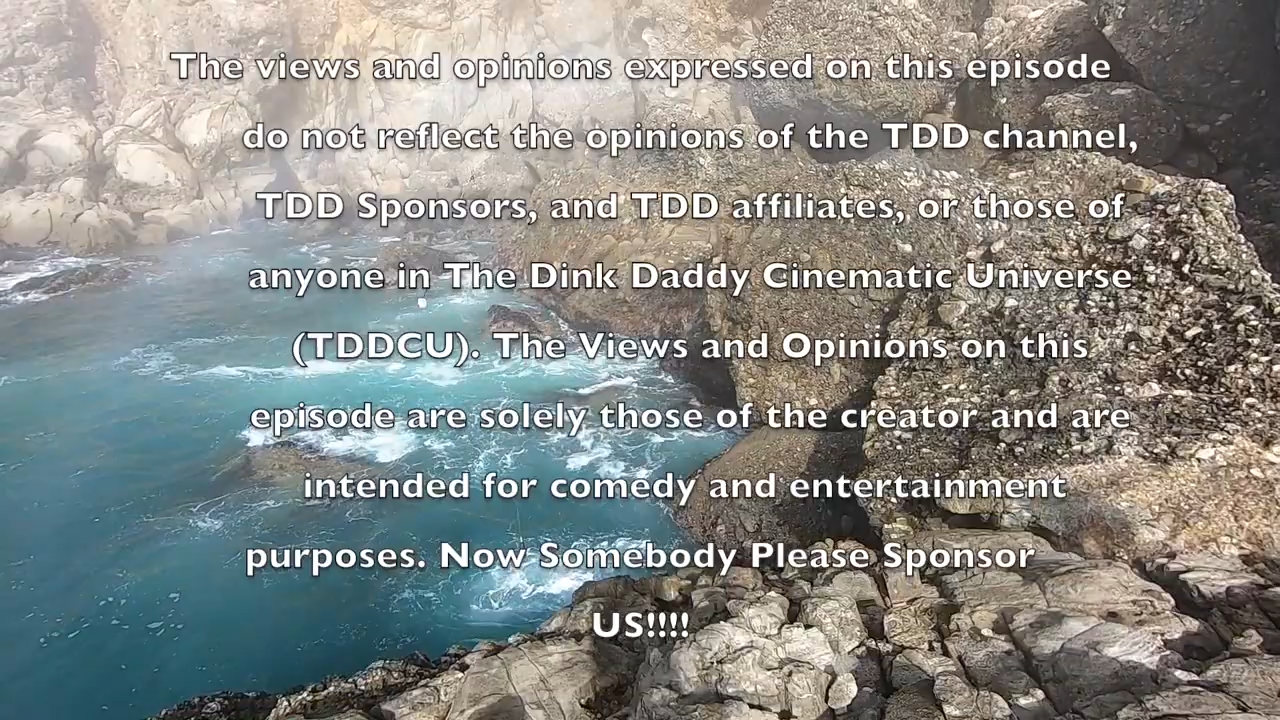 The views and opinions expressed on this episode
do not reflect the opinions of the TDD channel,
TDD Sponsors, and TDD affiliates, or those of
anyone in The Dink Daddy Cinematic Universe
(TDDCU). The Views and Opinions on this
episode are solely those of the creator and are
intended for comedy and entertainment
purposes. Now Somebody Please Sponsor
US!!!!